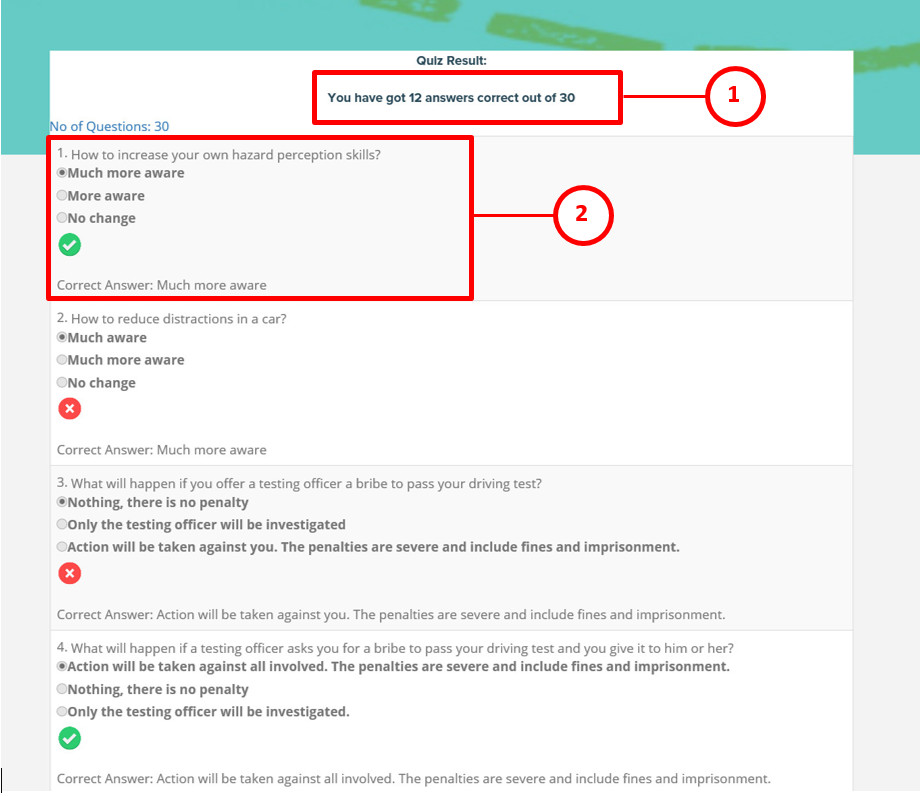 Quiz Result:
You have got 12 answers correct out of 30
1
No of Questions: 30
1. How to increase your own hazard perception skills?
Much more aware
More aware
No change
2
Correct Answer: Much more aware
2. How to reduce distractions in a car?
Much aware
Much more aware
No change
Correct Answer: Much more aware
3. What will happen if you offer a testing officer a bribe to pass your driving test?
Nothing, there is no penalty
Only the testing officer will be investigated
Action will be taken against you. The penalties are severe and include fines and imprisonment.
Correct Answer: Action will be taken against you. The penalties are severe and include fines and imprisonment.
4. What will happen if a testing officer asks you for a bribe to pass your driving test and you give it to him or her?
Action will be taken against all involved. The penalties are severe and include fines and imprisonment.
Nothing, there is no penalty
Only the testing officer will be investigated.
Correct Answer: Action will be taken against all involved. The penalties are severe and include fines and imprisonment.